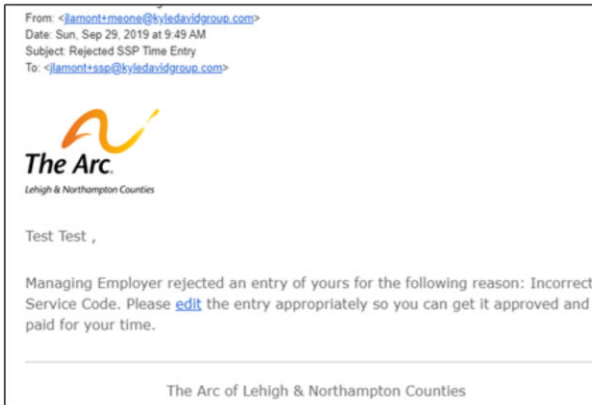 From: <jlamont+meone@kyledavidgroup.com>
Date: Sun, Sep 29, 2019 at 9:49 AM
Subject: Rejected SSP Time Entry
To: <jlamont+ssp@kyledavidgroup.com>
The Arc.
Lehigh & Northampton Counties
Test Test ,
Managing Employer rejected an entry of yours for the following reason: Incorrect
Service Code. Please edit the entry appropriately so you can get it approved and
paid for your time.
The Arc of Lehigh & Northampton Counties